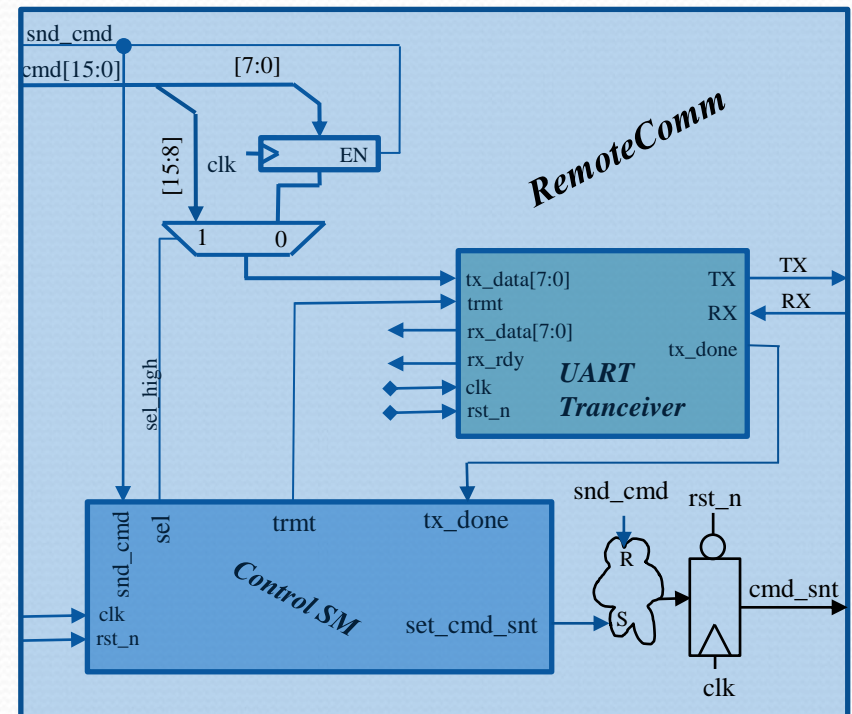 snd_cmd
cmd[15:0]
[7:0]
[15:8]
clk
EN
1
0
sel_high
RemoteComm
tx_data[7:0]
trmt
rx_data[7:0]
rx_rdy
clk
rst_n
UART
Tranceiver
TX
RX
tx_done
TX
RX
snd_cmd
sel
trmt
tx_done
clk
rst_n
Control SM
set_cmd_snt
snd_cmd
R
S
rst_n
cmd_snt
clk